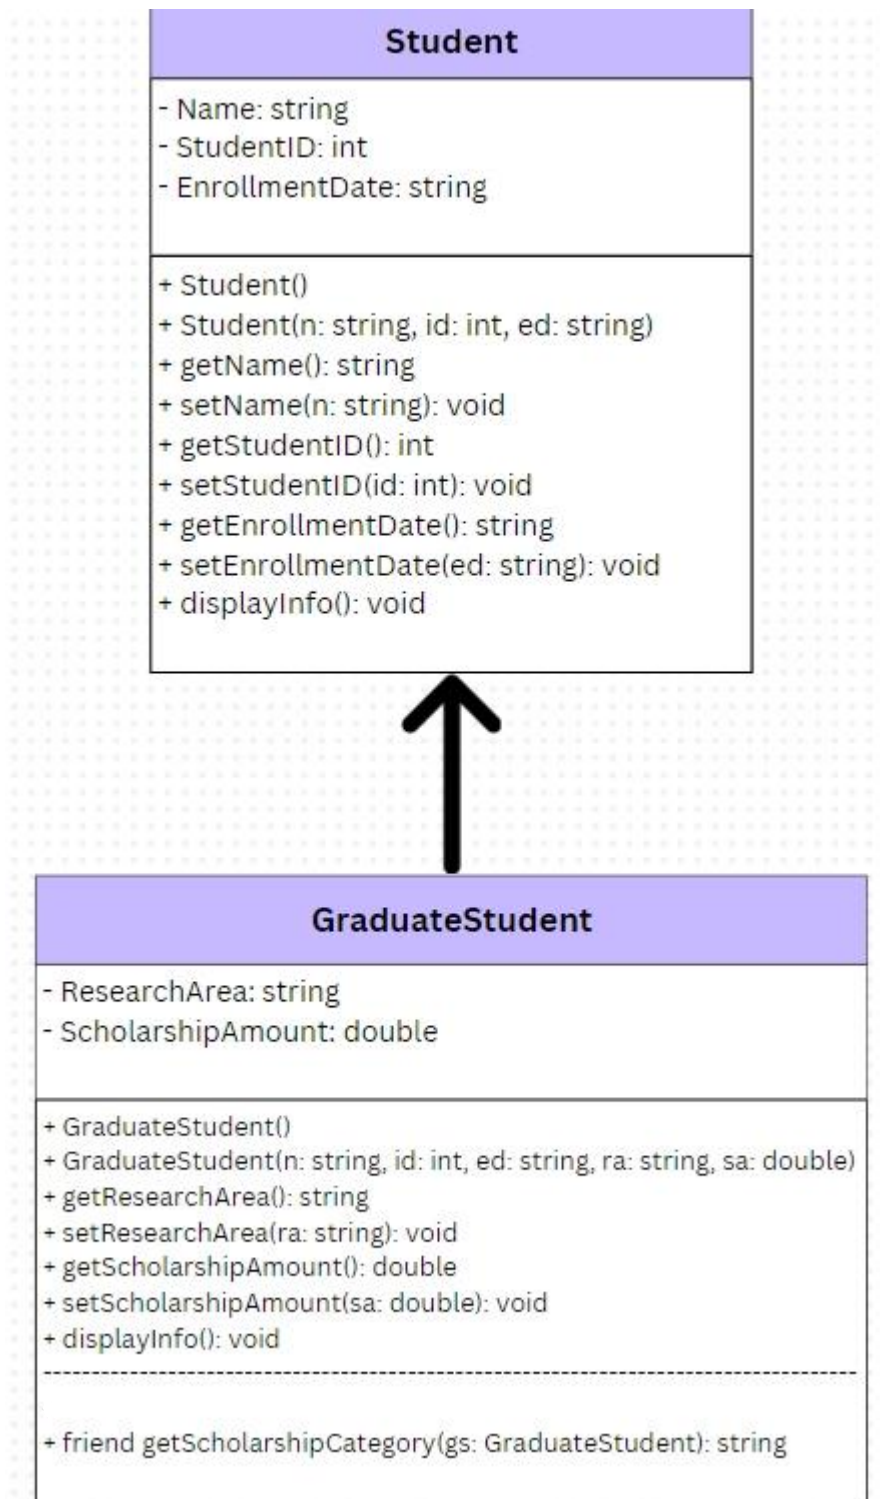 Student
- Name: string
- StudentID: int
- EnrollmentDate: string
+ Student()
+ Student(n: string, id: int, ed: string)
+ getName(): string
+ setName(n: string): void
+ getStudentID(): int
+ setStudentID(id: int): void
+ getEnrollmentDate(): string
+ setEnrollmentDate(ed: string): void
+ displayInfo(): void
GraduateStudent
- ResearchArea: string
- ScholarshipAmount: double
+ GraduateStudent()
+ GraduateStudent(n: string, id: int, ed: string, ra: string, sa: double)
+ getResearchArea(): string
+ setResearchArea(ra: string): void
+ getScholarshipAmount(): double
+ setScholarshipAmount(sa: double): void
+ displayInfo(): void
+ friend getScholarshipCategory(gs: GraduateStudent): string